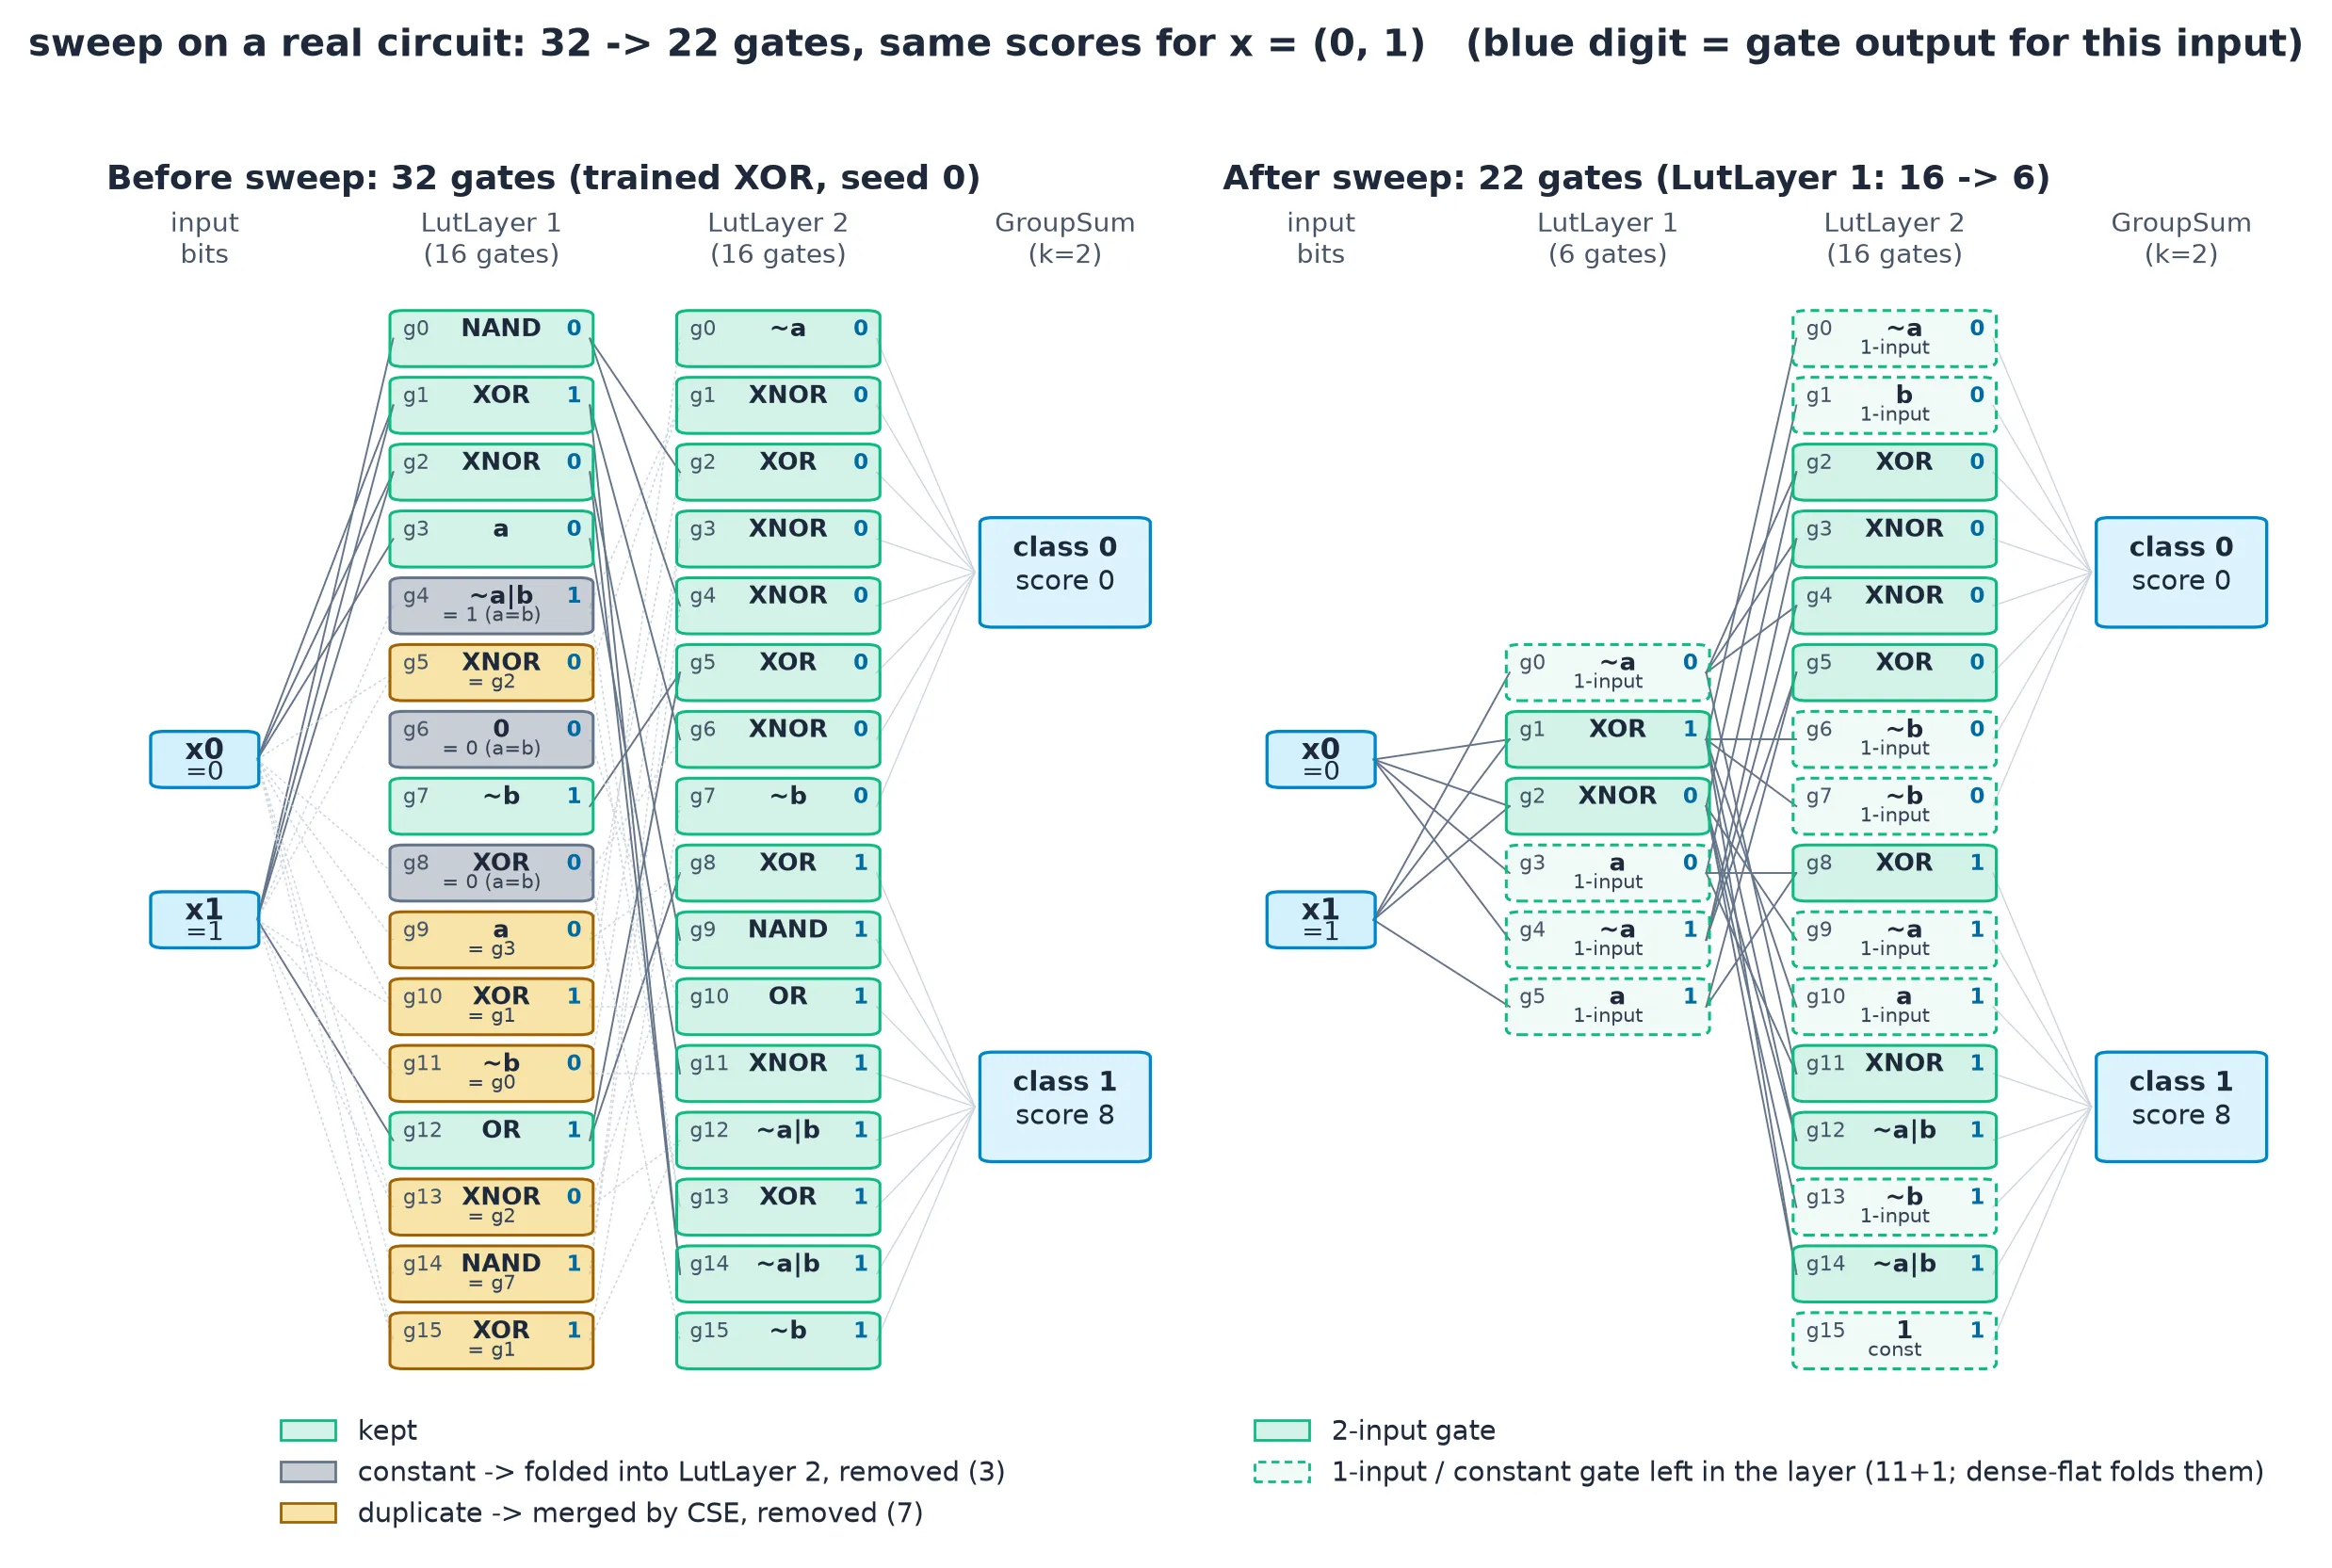 sweep on a real circuit: 32 -> 22 gates, same scores for x = (0, 1)   (blue digit = gate output for this input)
Before sweep: 32 gates (trained XOR, seed 0)
input
bits
LutLayer 1
(16 gates)
LutLayer 2
(16 gates)
GroupSum
(k=2)
x0
=0
x1
=1
g0 NAND 0
g1 XOR 1
g2 XNOR 0
g3 a 0
g4 ~a|b 1
= 1 (a=b)
g5 XNOR 0
= g2
g6 0 0
= 0 (a=b)
g7 ~b 1
g8 XOR 0
= 0 (a=b)
g9 a 0
= g3
g10 XOR 1
= g1
g11 ~b 0
= g0
g12 OR 1
g13 XNOR 0
= g2
g14 NAND 1
= g7
g15 XOR 1
= g1
g0 ~a 0
g1 XNOR 0
g2 XOR 0
g3 XNOR 0
g4 XNOR 0
g5 XOR 0
g6 XNOR 0
g7 ~b 0
g8 XOR 1
g9 NAND 1
g10 OR 1
g11 XNOR 1
g12 ~a|b 1
g13 XOR 1
g14 ~a|b 1
g15 ~b 1
class 0
score 0
class 1
score 8
kept
constant -> folded into LutLayer 2, removed (3)
duplicate -> merged by CSE, removed (7)
After sweep: 22 gates (LutLayer 1: 16 -> 6)
input
bits
LutLayer 1
(6 gates)
LutLayer 2
(16 gates)
GroupSum
(k=2)
x0
=0
x1
=1
g0 ~a 0
1-input
g1 XOR 1
g2 XNOR 0
g3 a 0
1-input
g4 ~a 1
1-input
g5 a 1
1-input
g0 ~a 0
1-input
g1 b 0
1-input
g2 XOR 0
g3 XNOR 0
g4 XNOR 0
g5 XOR 0
g6 ~b 0
1-input
g7 ~b 0
1-input
g8 XOR 1
g9 ~a 1
1-input
g10 a 1
1-input
g11 XNOR 1
g12 ~a|b 1
g13 ~b 1
1-input
g14 ~a|b 1
g15 1 1
const
class 0
score 0
class 1
score 8
2-input gate
1-input / constant gate left in the layer (11+1; dense-flat folds them)